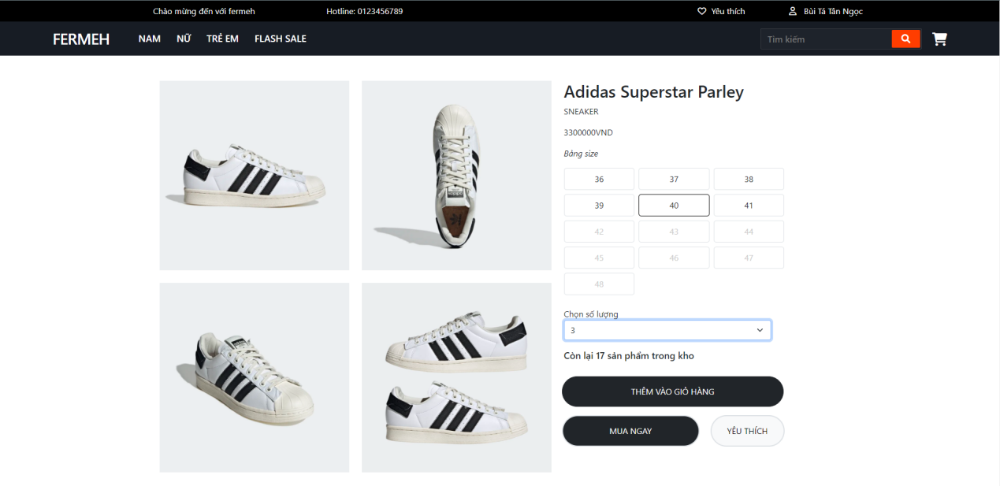 Chào mừng đến với fermeh Hotline: 0123456789 Yêu thích Bùi Tá Tân Ngọc
FERMEH NAM NỮ TRẺ EM FLASH SALE Tìm kiếm
Adidas Superstar Parley
SNEAKER
3300000VND
Bảng size
36 37 38
39 40 41
42 43 44
45 46 47
48
Chọn số lượng
3
Còn lại 17 sản phẩm trong kho
THÊM VÀO GIỎ HÀNG
MUA NGAY YÊU THÍCH